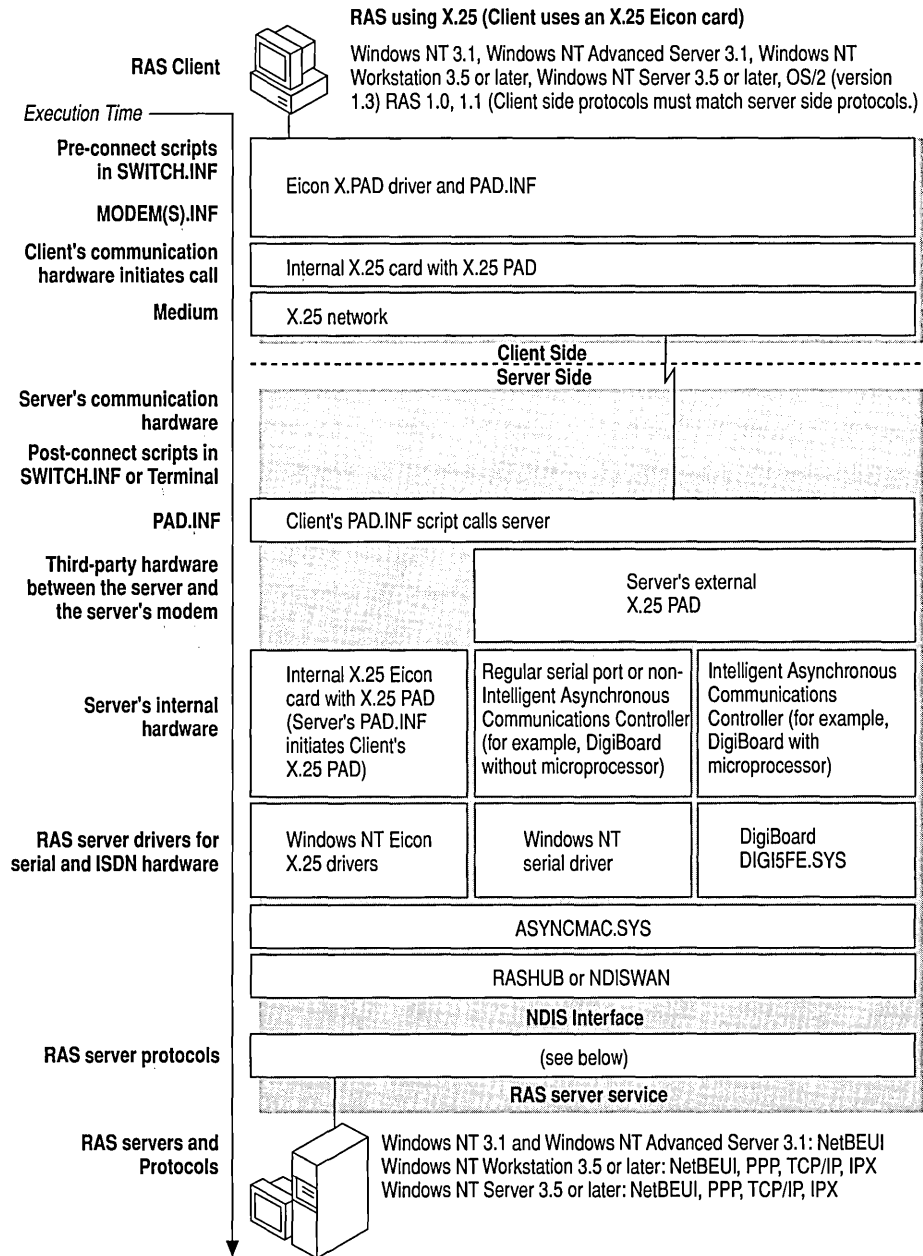 RAS using X.25 (Client uses an X.25 Eicon card)
RAS Client
Windows NT 3.1, Windows NT Advanced Server 3.1, Windows NT
Workstation 3.5 or later, Windows NT Server 3.5 or later, OS/2 (version
1.3) RAS 1.0, 1.1 (Client side protocols must match server side protocols.)
Execution Time
Pre-connect scripts
in SWITCH.INF
MODEM(S).INF
Eicon X.PAD driver and PAD.INF
Client's communication
hardware initiates call
Internal X.25 card with X.25 PAD
Medium
X.25 network
Client Side
Server Side
Server's communication
hardware
Post-connect scripts in
SWITCH.INF or Terminal
PAD.INF
Client's PAD.INF script calls server
Third-party hardware
between the server and
the server's modem
Server's external
X.25 PAD
Server's internal
hardware
Internal X.25 Eicon
card with X.25 PAD
(Server's PAD.INF
initiates Client's
X.25 PAD)
Regular serial port or non-
Intelligent Asynchronous
Communications Controller
(for example, DigiBoard
without microprocessor)
Intelligent Asynchronous
Communications
Controller (for example,
DigiBoard with
microprocessor)
RAS server drivers for
serial and ISDN hardware
Windows NT Eicon
X.25 drivers
Windows NT
serial driver
DigiBoard
DIGI5FE.SYS
ASYNCMAC.SYS
RASHUB or NDISWAN
NDIS Interface
RAS server protocols
(see below)
RAS server service
RAS servers and
Protocols
Windows NT 3.1 and Windows NT Advanced Server 3.1: NetBEUI
Windows NT Workstation 3.5 or later: NetBEUI, PPP, TCP/IP, IPX
Windows NT Server 3.5 or later: NetBEUI, PPP, TCP/IP, IPX